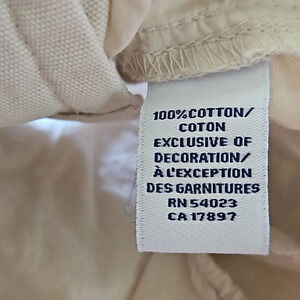 100% COTTON/
COTON
EXCLUSIVE OF
DECORATION/
À L'EXCEPTION
DES GARNITURES
RN 54023
CA 17897